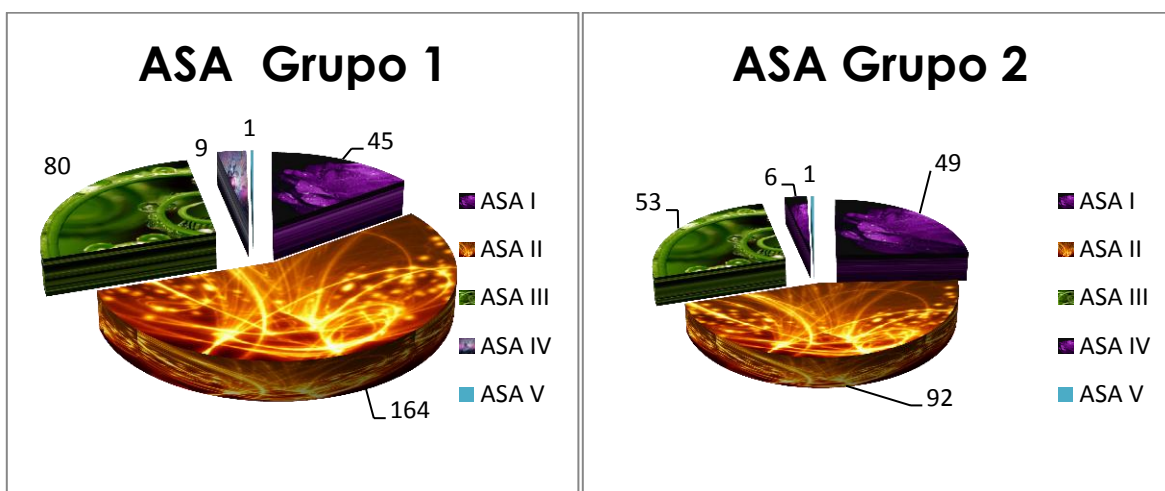 ASA  Grupo 1
1
45
9
80
164
ASA I
ASA II
ASA III
ASA IV
ASA V
ASA Grupo 2
1
49
6
53
92
ASA I
ASA II
ASA III
ASA IV
ASA V